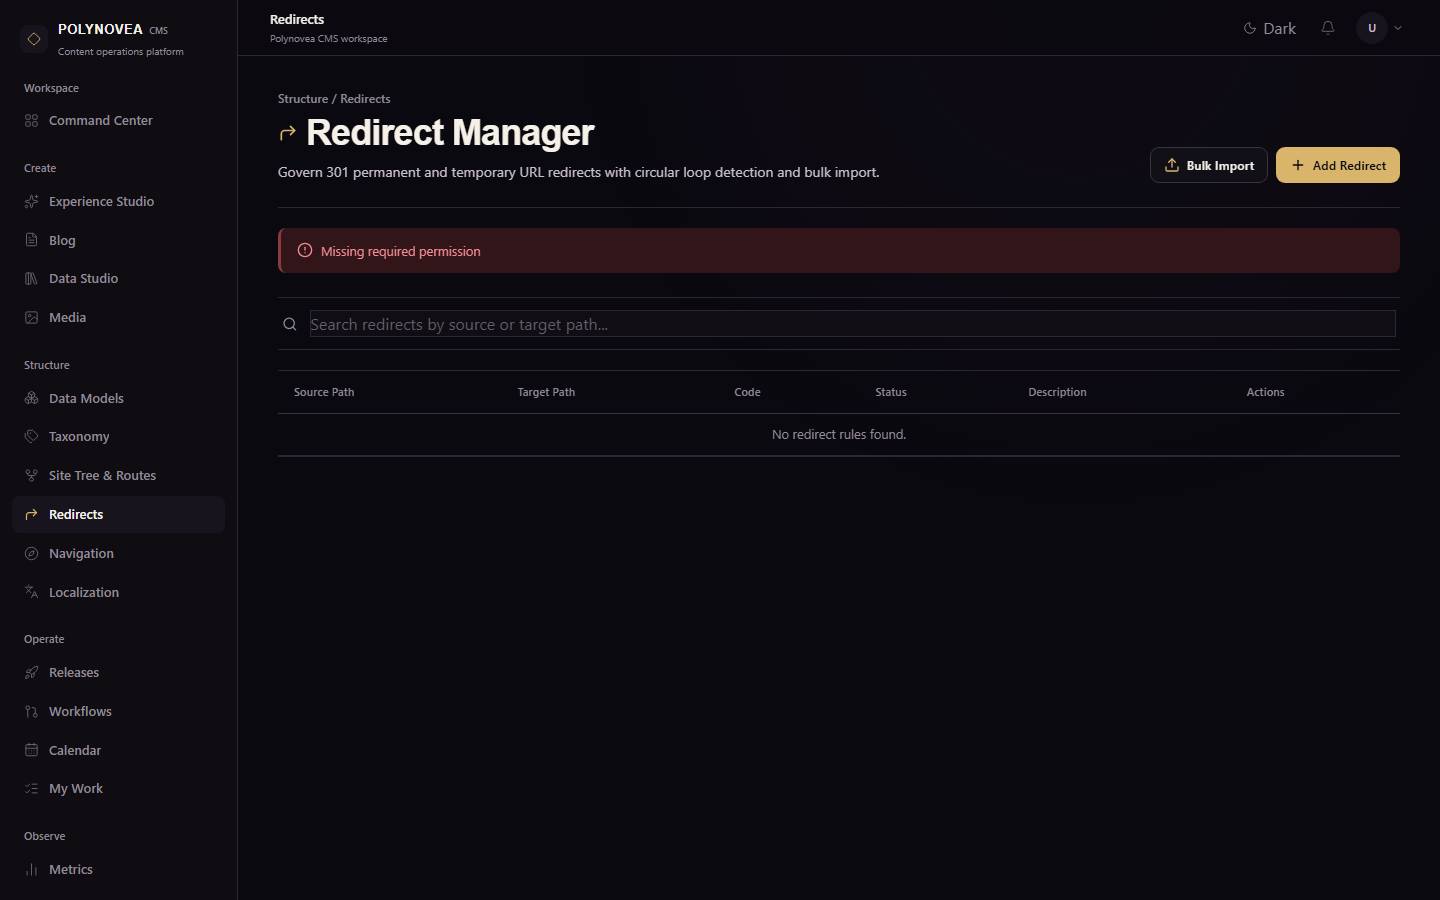 POLYNOVEA CMS
Content operations platform
Workspace
Command Center
Create
Experience Studio
Blog
Data Studio
Media
Structure
Data Models
Taxonomy
Site Tree & Routes
Redirects
Navigation
Localization
Operate
Releases
Workflows
Calendar
My Work
Observe
Metrics
Redirects
Polynovea CMS workspace
Dark
U
Structure / Redirects
Redirect Manager
Govern 301 permanent and temporary URL redirects with circular loop detection and bulk import.
Bulk Import
Add Redirect
Missing required permission
Search redirects by source or target path...
Source Path Target Path Code Status Description Actions
No redirect rules found.